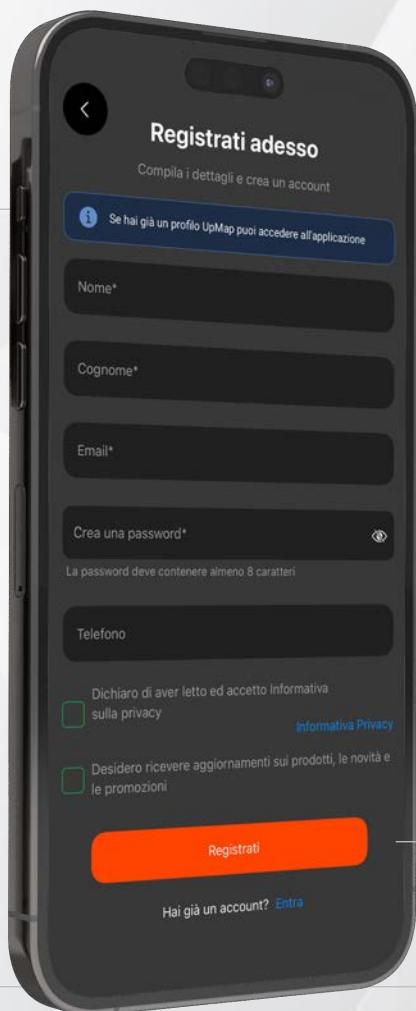 Registrati adesso
Compila i dettagli e crea un account
Se hai già un profilo UpMap puoi accedere all'applicazione
Nome*
Cognome*
Email*
Crea una password*
La password deve contenere almeno 8 caratteri
Telefono
Dichiaro di aver letto ed accetto Informativa
sulla privacy
Informativa Privacy
Desidero ricevere aggiornamenti sui prodotti, le novità e
le promozioni
Registrati
Hai già un account? Entra